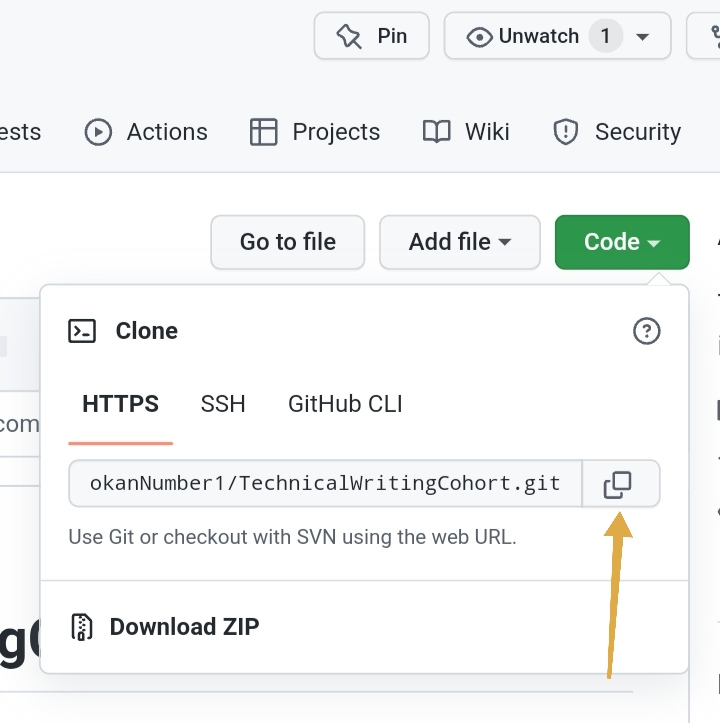 Pin
Unwatch 1
ests Actions Projects Wiki Security
Go to file Add file Code
Clone
HTTPS SSH GitHub CLI
com
okanNumber1/TechnicalWritingCohort.git
Use Git or checkout with SVN using the web URL.
Download ZIP
g